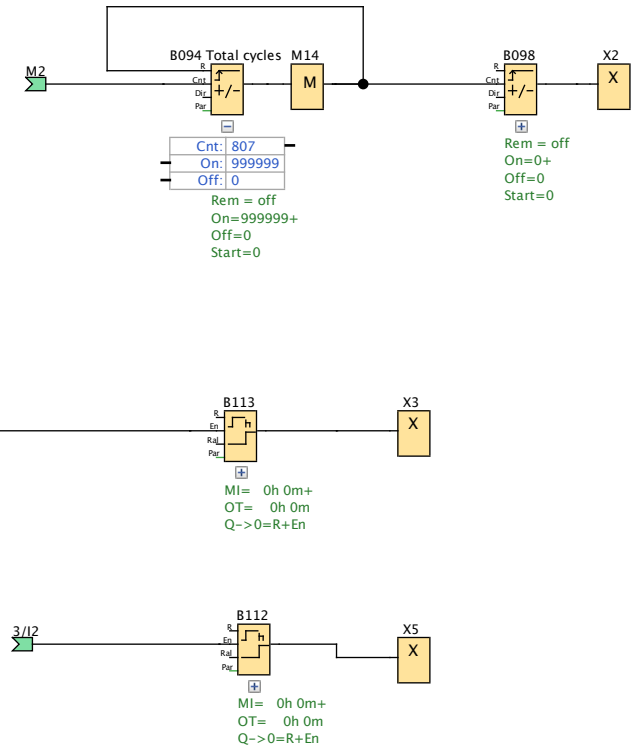 B094 Total cycles M14
B098
X2
M2
R
Cnt
Dir
Par
+/-
M
R
Cnt
Dir
Par
+/-
X
Cnt: 807
On: 999999
Off: 0
Rem = off
On=999999+
Off=0
Start=0
Rem = off
On=0+
Off=0
Start=0
B113
X3
R
En
Ral
Par
h
X
MI= 0h 0m+
OT= 0h 0m
Q->0=R+En
B112
X5
3/I2
R
En
Ral
Par
h
X
MI= 0h 0m+
OT= 0h 0m
Q->0=R+En